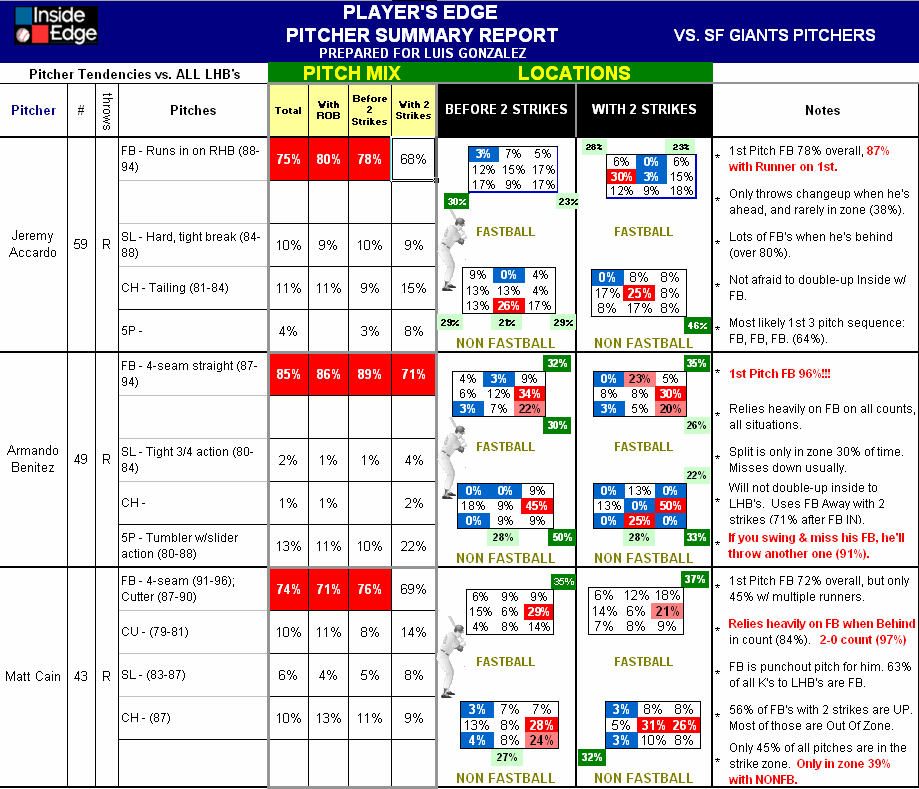 Inside
Edge
PLAYER'S EDGE
PITCHER SUMMARY REPORT
PREPARED FOR LUIS GONZALEZ
VS. SF GIANTS PITCHERS
Pitcher Tendencies vs. ALL LHB's
PITCH MIX
LOCATIONS
Pitcher
#
throws
Pitches
Total
With ROB
Before 2 Strikes
With 2 Strikes
BEFORE 2 STRIKES
WITH 2 STRIKES
Notes
Jeremy Accardo
59
R
FB - Runs in on RHB (88-
94)
75% 80% 78% 68%
SL - Hard, tight break (84-
88)
10% 9% 10% 9%
CH - Tailing (81-84)
11% 11% 9% 15%
5P -
4% 3% 8%
3% 7% 5%
12% 15% 17%
17% 9% 17%
30% 23%
FASTBALL
9% 0% 4%
13% 13% 4%
13% 26% 17%
29% 21% 29%
NON FASTBALL
28% 23%
6% 0% 6%
30% 3% 15%
12% 9% 18%
FASTBALL
0% 8% 8%
17% 25% 8%
8% 17% 8%
46%
NON FASTBALL
* 1st Pitch FB 78% overall, 87%
with Runner on 1st.
* Only throws changeup when he's
ahead, and rarely in zone (38%).
* Lots of FB's when he's behind
(over 80%).
* Not afraid to double-up Inside w/
FB.
* Most likely 1st 3 pitch sequence:
FB, FB, FB. (64%).
Armando Benitez
49
R
FB - 4-seam straight (87-
94)
85% 86% 89% 71%
SL - Tight 3/4 action (80-
84)
2% 1% 1% 4%
CH -
1% 1% 2%
5P - Tumbler w/slider
action (80-88)
13% 11% 10% 22%
32%
4% 3% 9%
6% 12% 34%
3% 7% 22%
30%
FASTBALL
0% 0% 9%
18% 9% 45%
0% 9% 9%
28% 50%
NON FASTBALL
35%
0% 23% 5%
8% 8% 30%
3% 5% 20%
26%
FASTBALL
22%
0% 13% 0%
13% 0% 50%
0% 25% 0%
28% 33%
NON FASTBALL
* 1st Pitch FB 96%!!!
* Relies heavily on FB on all counts,
all situations.
* Split is only in zone 30% of time.
Misses down usually.
* Will not double-up inside to
LHB's. Uses FB Away with 2
strikes (71% after FB IN).
* If you swing & miss his FB, he'll
throw another one (91%).
Matt Cain
43
R
FB - 4-seam (91-96);
Cutter (87-90)
74% 71% 76% 69%
CU - (79-81)
10% 11% 8% 14%
SL - (83-87)
6% 4% 5% 8%
CH - (87)
10% 13% 11% 9%
35%
6% 9% 9%
15% 6% 29%
4% 8% 14%
FASTBALL
3% 7% 7%
13% 8% 28%
4% 8% 24%
27%
NON FASTBALL
37%
6% 12% 18%
14% 6% 21%
7% 8% 9%
FASTBALL
3% 8% 8%
5% 31% 26%
3% 10% 8%
32%
NON FASTBALL
* 1st Pitch FB 72% overall, but only
45% w/ multiple runners.
* Relies heavily on FB when Behind
in count (84%). 2-0 count (97%)
* FB is punchout pitch for him. 63%
of all K's to LHB's are FB.
* 56% of FB's with 2 strikes are UP.
Most of those are Out Of Zone.
* Only 45% of all pitches are in the
strike zone. Only in zone 39%
with NONFB.